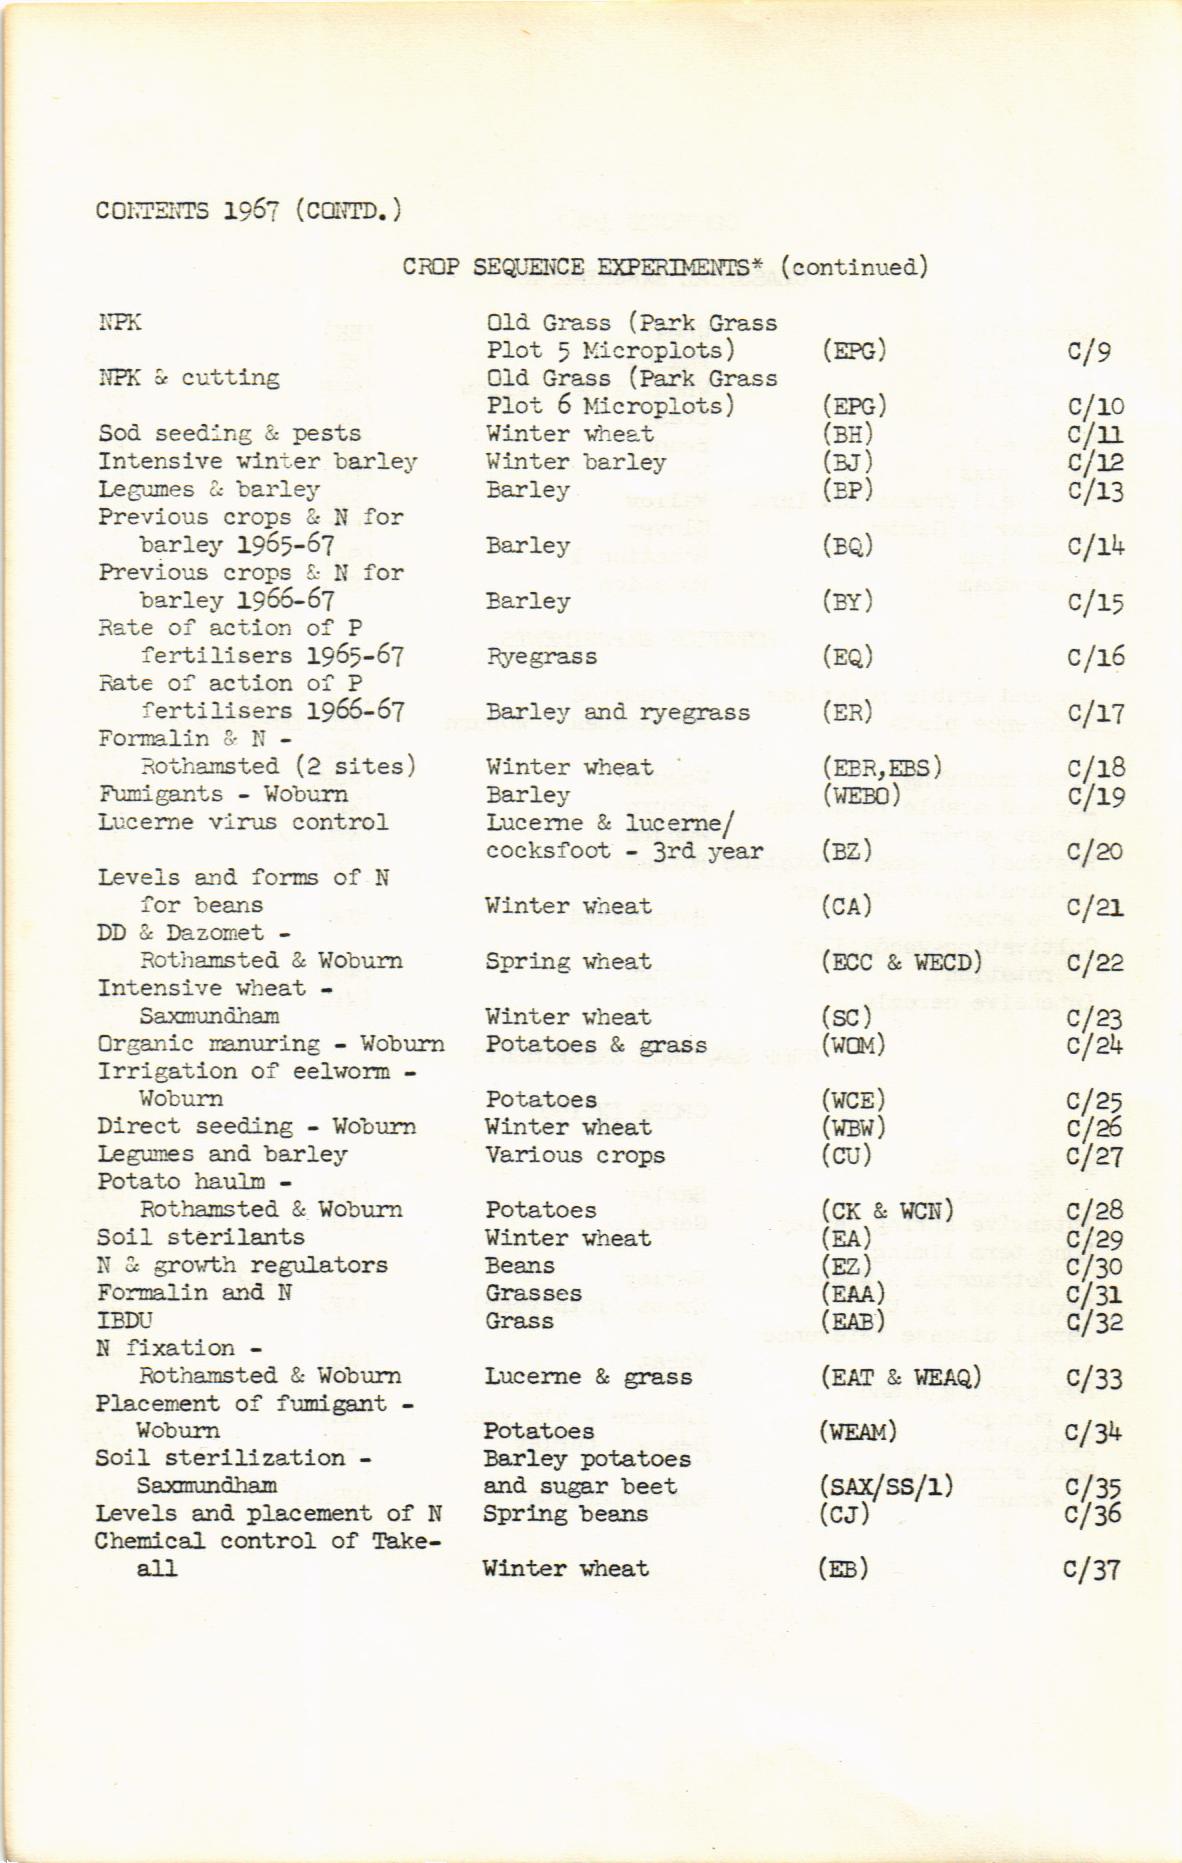 CONTENTS 1967 (CONTD.)
CROP SEQUENCE EXPERIMENTS* (continued)
NPK Old Grass (Park Grass
Plot 5 Microplots) (EPG) C/9
NPK & cutting Old Grass (Park Grass
Plot 6 Microplots) (EPG) C/10
Sod seeding & pests Winter wheat (BH) C/11
Intensive winter barley Winter barley (BJ) C/12
Legumes & barley Barley (BP) C/13
Previous crops & N for
barley 1965-67 Barley (BQ) C/14
Previous crops & N for
barley 1966-67 Barley (BY) C/15
Rate of action of P
fertilisers 1965-67 Ryegrass (EQ) C/16
Rate of action of P
fertilisers 1966-67 Barley and ryegrass (ER) C/17
Formalin & N -
Rothamsted (2 sites) Winter wheat (EBR,EBS) C/18
Fumigants - Woburn Barley (WEBO) C/19
Lucerne virus control Lucerne & lucerne/
cocksfoot - 3rd year (BZ) C/20
Levels and forms of N
for beans Winter wheat (CA) C/21
DD & Dazomet -
Rothamsted & Woburn Spring wheat (ECC & WECD) C/22
Intensive wheat -
Saxmundham Winter wheat (SC) C/23
Organic manuring - Woburn Potatoes & grass (WOM) C/24
Irrigation of eelworm -
Woburn Potatoes (WCE) C/25
Direct seeding - Woburn Winter wheat (WBW) C/26
Legumes and barley Various crops (CU) C/27
Potato haulm -
Rothamsted & Woburn Potatoes (CK & WCN) C/28
Soil sterilants Winter wheat (EA) C/29
N & growth regulators Beans (EZ) C/30
Formalin and N Grasses (EAA) C/31
IBDU Grass (EAB) C/32
N fixation -
Rothamsted & Woburn Lucerne & grass (EAT & WEAQ) C/33
Placement of fumigant -
Woburn Potatoes (WEAM) C/34
Soil sterilization - Barley potatoes
Saxmundham and sugar beet (SAX/SS/1) C/35
Levels and placement of N Spring beans (CJ) C/36
Chemical control of Take-
all Winter wheat (EB) C/37